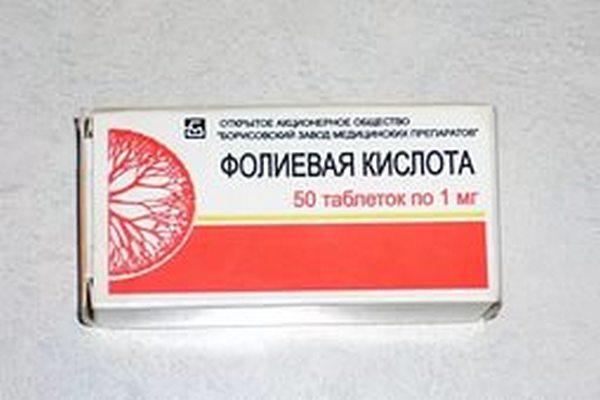 ОТКРЫТОЕ АКЦИОНЕРНОЕ ОБЩЕСТВО
"БОРИСОВСКИЙ ЗАВОД МЕДИЦИНСКИХ ПРЕПАРАТОВ"
ФОЛИЕВАЯ КИСЛОТА
50 таблеток по 1 мг